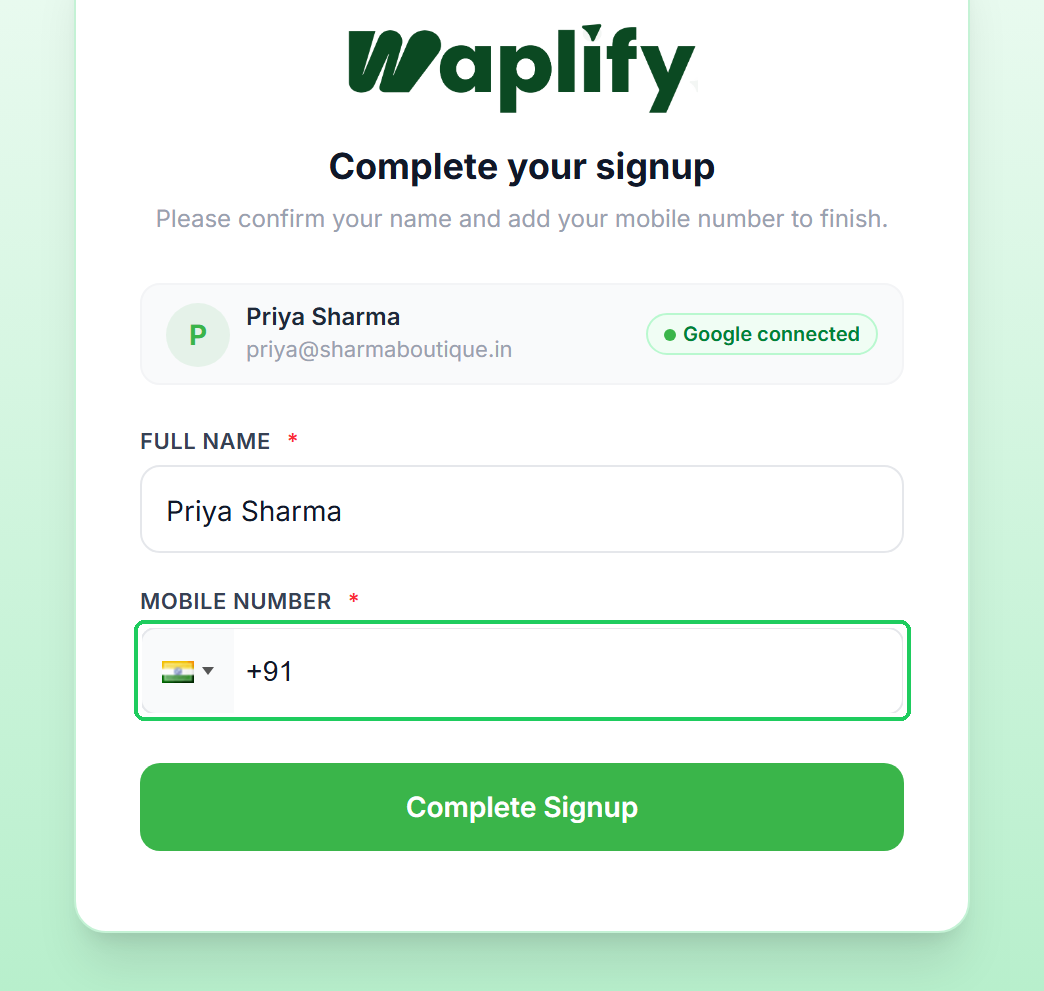 Waplify
Complete your signup
Please confirm your name and add your mobile number to finish.
P
Priya Sharma
priya@sharmaboutique.in
Google connected
FULL NAME *
Priya Sharma
MOBILE NUMBER *
+91
Complete Signup